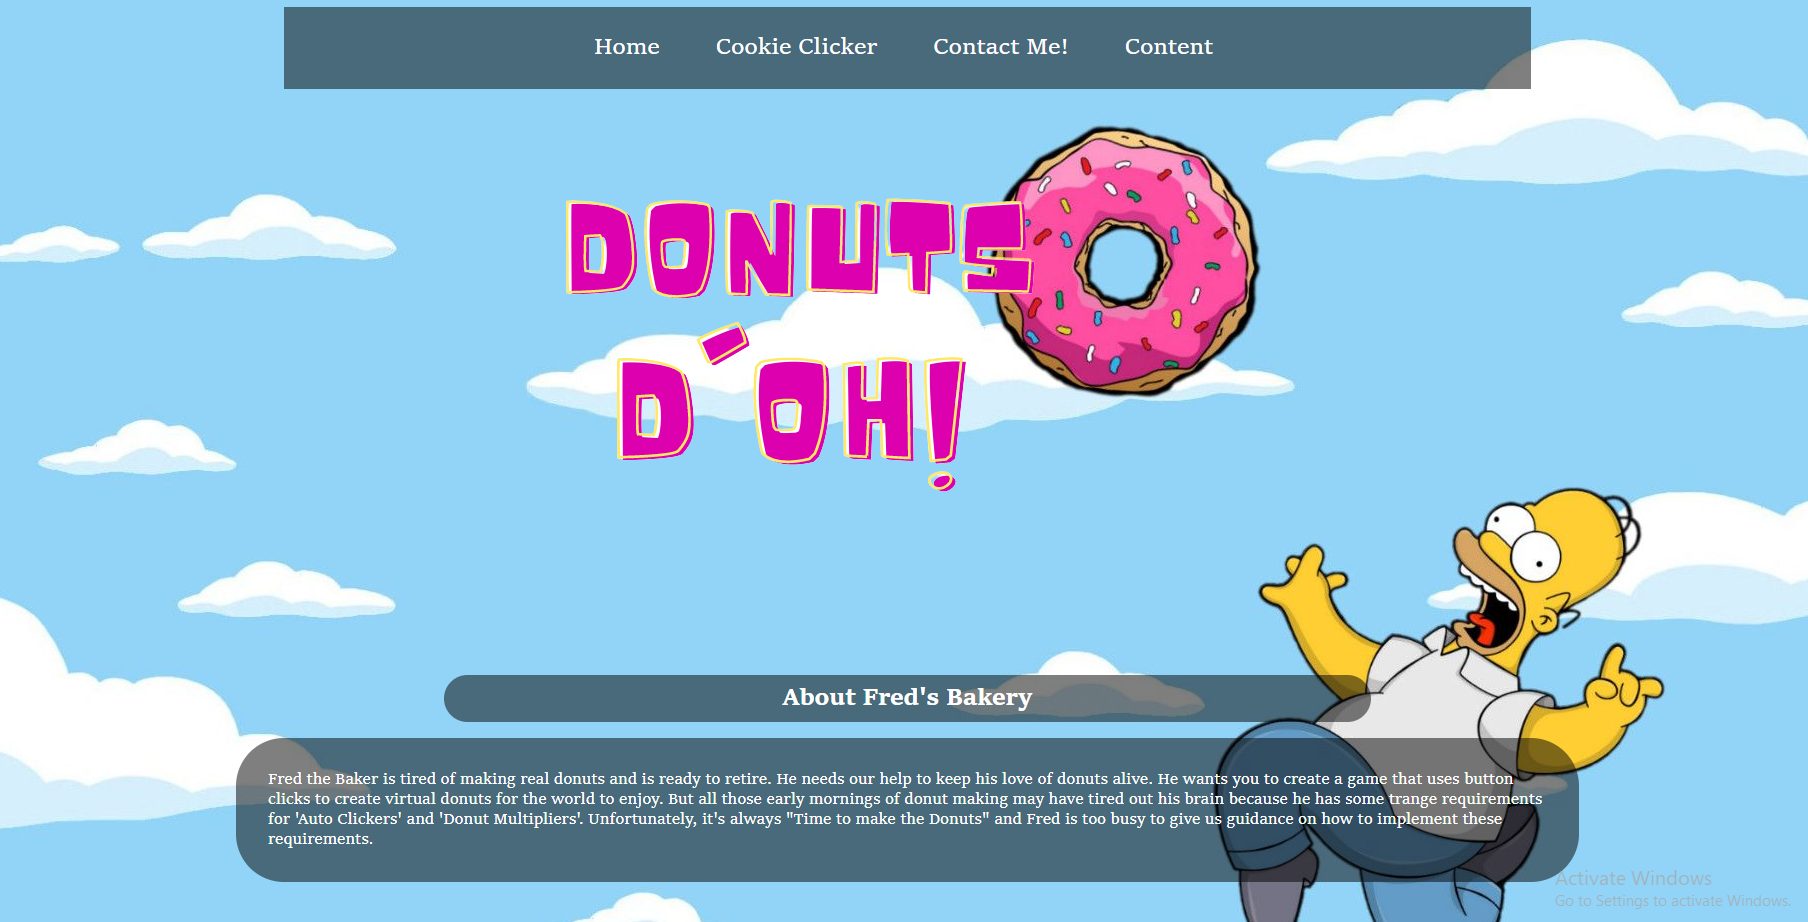 Home Cookie Clicker Contact Me! Content
DONUTS
D´OH!
About Fred's Bakery
Fred the Baker is tired of making real donuts and is ready to retire. He needs our help to keep his love of donuts alive. He wants you to create a game that uses button
clicks to create virtual donuts for the world to enjoy. But all those early mornings of donut making may have tired out his brain because he has some trange requirements
for 'Auto Clickers' and 'Donut Multipliers'. Unfortunately, it's always "Time to make the Donuts" and Fred is too busy to give us guidance on how to implement these
requirements.
Activate Windows
Go to Settings to activate Windows.